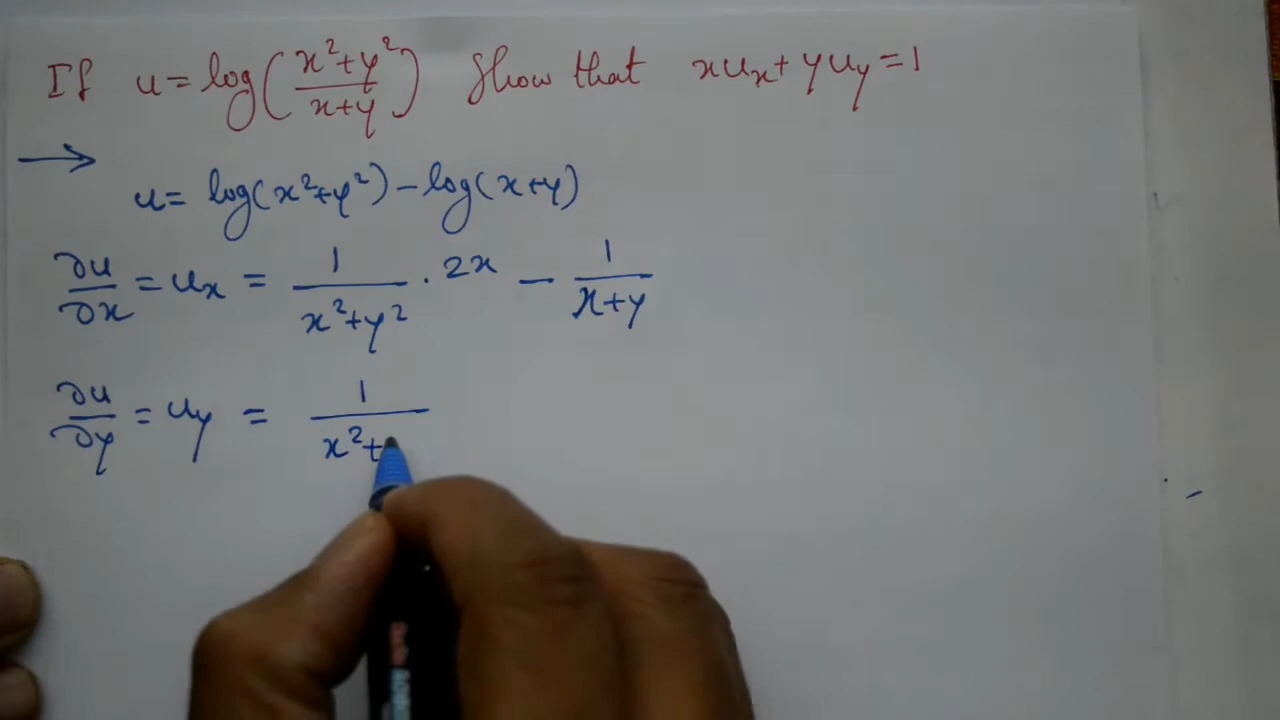 If u = log(x²+y² / x+y) Show that xuₓ + yu_y = 1
→
u = log(x²+y²) − log(x+y)
∂u/∂x = uₓ = 1/x²+y² · 2x − 1/x+y
∂u/∂y = u_y = 1/x²+